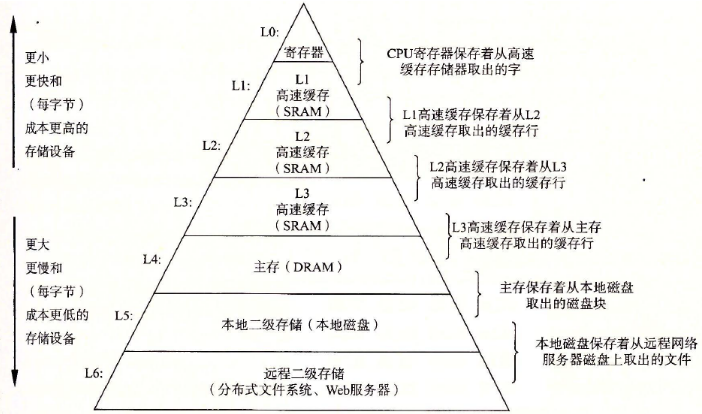 L0:
寄存器
CPU寄存器保存着从高速
缓存存储器取出的字
更小
更快和
（每字节）
成本更高的
存储设备
L1:
L1
高速缓存
（SRAM）
L1高速缓存保存着从L2
高速缓存取出的缓存行
L2:
L2
高速缓存
（SRAM）
L2高速缓存保存着从L3
高速缓存取出的缓存行
L3:
L3
高速缓存
（SRAM）
L3高速缓存保存着从主存
高速缓存取出的缓存行
更大
更慢和
（每字节）
成本更低的
存储设备
L4:
主存（DRAM）
主存保存着从本地磁盘
取出的磁盘块
L5:
本地二级存储（本地磁盘）
本地磁盘保存着从远程网络
服务器磁盘上取出的文件
L6:
远程二级存储
（分布式文件系统、Web服务器）